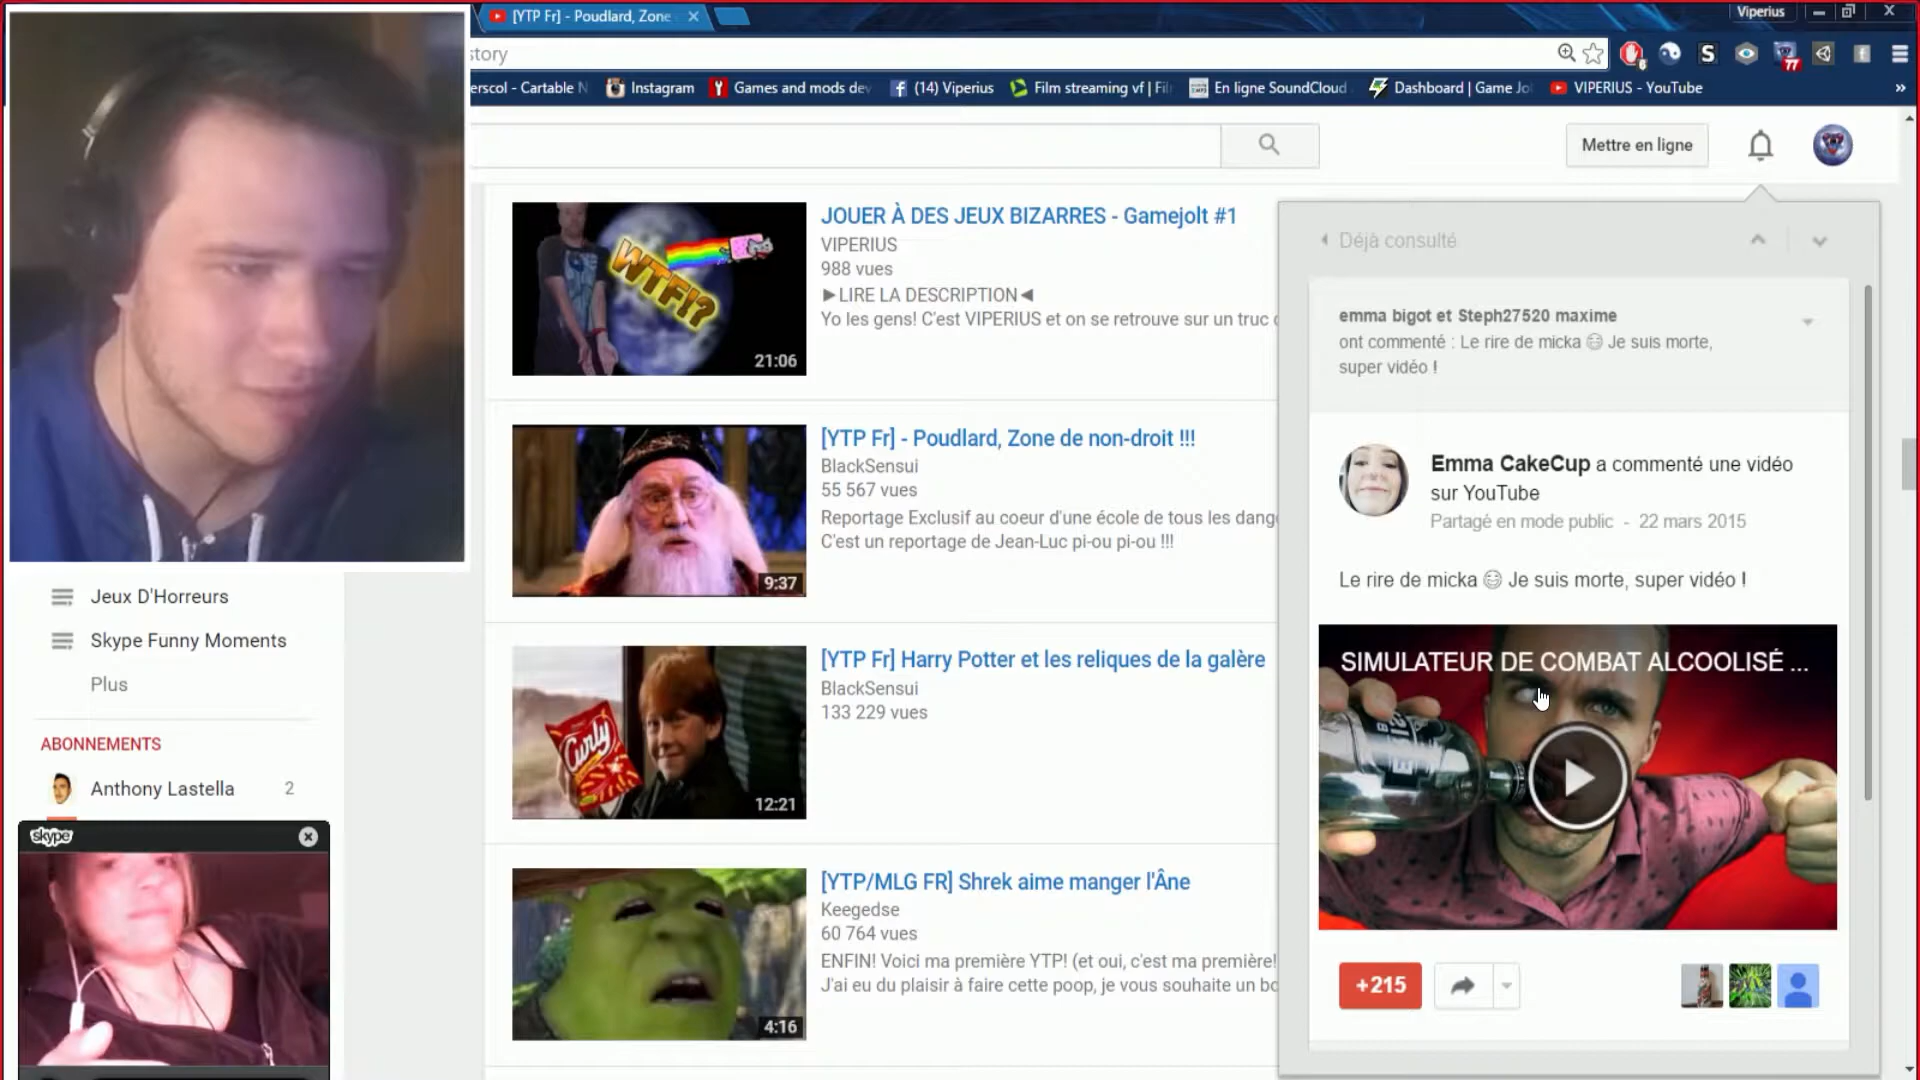 [YTP Fr] - Poudlard, Zone
Viperius
story
6
S
77
erscol - Cartable N
Instagram
Games and mods dev
(14) Viperius
Film streaming vf | Fil
En ligne SoundCloud
Dashboard | Game Jo
VIPERIUS - YouTube
»
Mettre en ligne
JOUER À DES JEUX BIZARRES - Gamejolt #1
VIPERIUS
988 vues
►LIRE LA DESCRIPTION◄
Yo les gens! C'est VIPERIUS et on se retrouve sur un truc
WTF!?
21:06
[YTP Fr] - Poudlard, Zone de non-droit !!!
BlackSensui
55 567 vues
Reportage Exclusif au coeur d'une école de tous les dang
C'est un reportage de Jean-Luc pi-ou pi-ou !!!
9:37
[YTP Fr] Harry Potter et les reliques de la galère
BlackSensui
133 229 vues
Curly
12:21
[YTP/MLG FR] Shrek aime manger l'Âne
Keegedse
60 764 vues
ENFIN! Voici ma première YTP! (et oui, c'est ma première!
J'ai eu du plaisir à faire cette poop, je vous souhaite un bo
4:16
Déjà consulté
emma bigot et Steph27520 maxime
ont commenté : Le rire de micka 😂 Je suis morte,
super vidéo !
Emma CakeCup a commenté une vidéo
sur YouTube
Partagé en mode public - 22 mars 2015
Le rire de micka 😂 Je suis morte, super vidéo !
SIMULATEUR DE COMBAT ALCOOLISÉ ...
+215
Jeux D'Horreurs
Skype Funny Moments
Plus
ABONNEMENTS
Anthony Lastella 2
skype